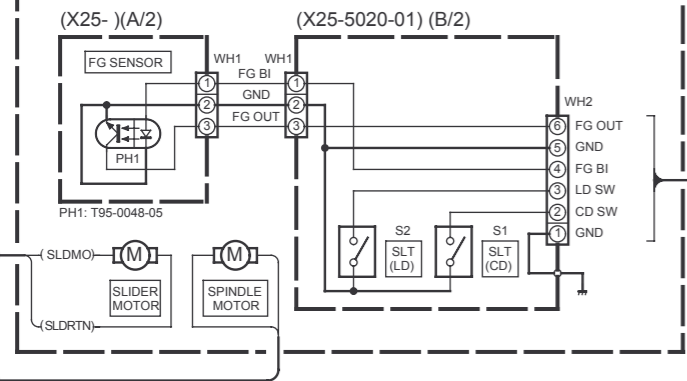 (X25- )(A/2)
(X25-5020-01) (B/2)
FG SENSOR
WH1
WH1
FG BI
GND
FG OUT
1
2
3
1
2
3
PH1
PH1: T95-0048-05
WH2
6 FG OUT
5 GND
4 FG BI
3 LD SW
2 CD SW
1 GND
S2
SLT
(LD)
S1
SLT
(CD)
(SLDMO)
M
M
SLIDER
MOTOR
SPINDLE
MOTOR
(SLDRTN)